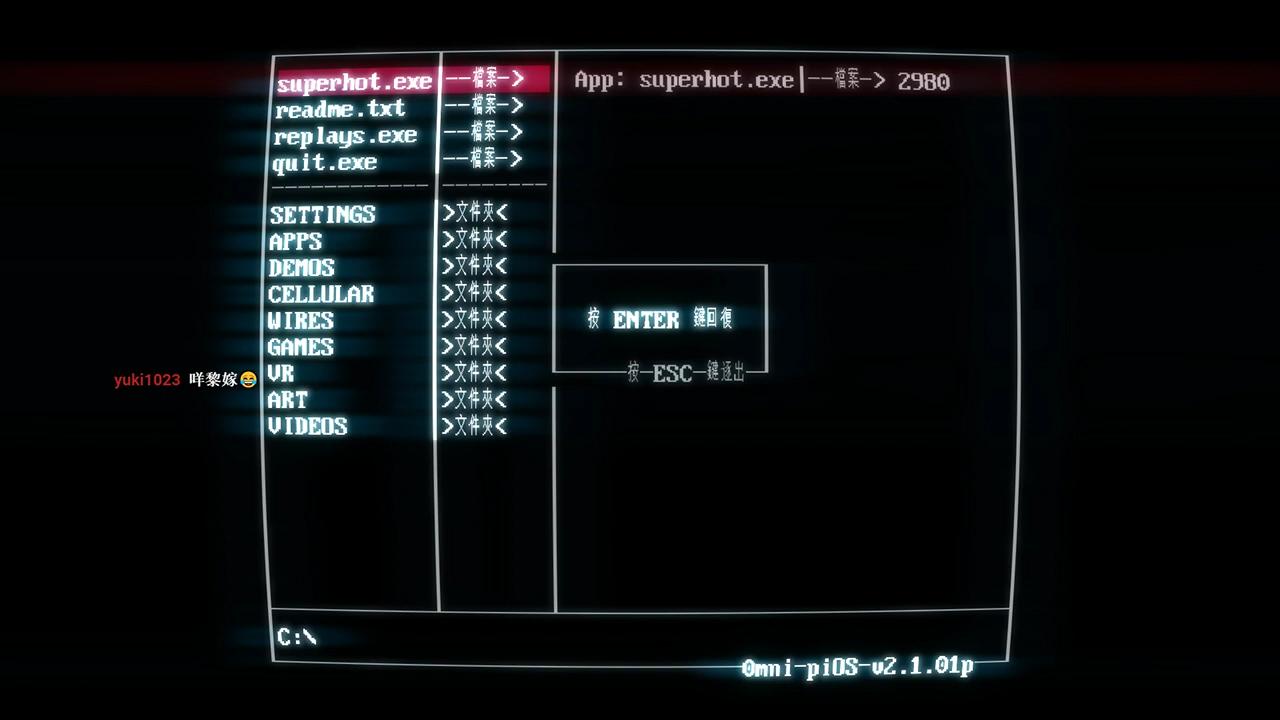 superhot.exe ——檔案—> App: superhot.exe|——檔案—> 2980
readme.txt ——檔案—>
replays.exe ——檔案—>
quit.exe ——檔案—>
SETTINGS >文件夾<
APPS >文件夾<
DEMOS >文件夾<
CELLULAR >文件夾<
WIRES >文件夾<
按 ENTER 鍵回復
GAMES >文件夾<
yuki1023 咩黎嫁😂
VR >文件夾<
按—ESC—鍵逐出
ART >文件夾<
VIDEOS >文件夾<
C:\
Omni-piOS-v2.1.01p